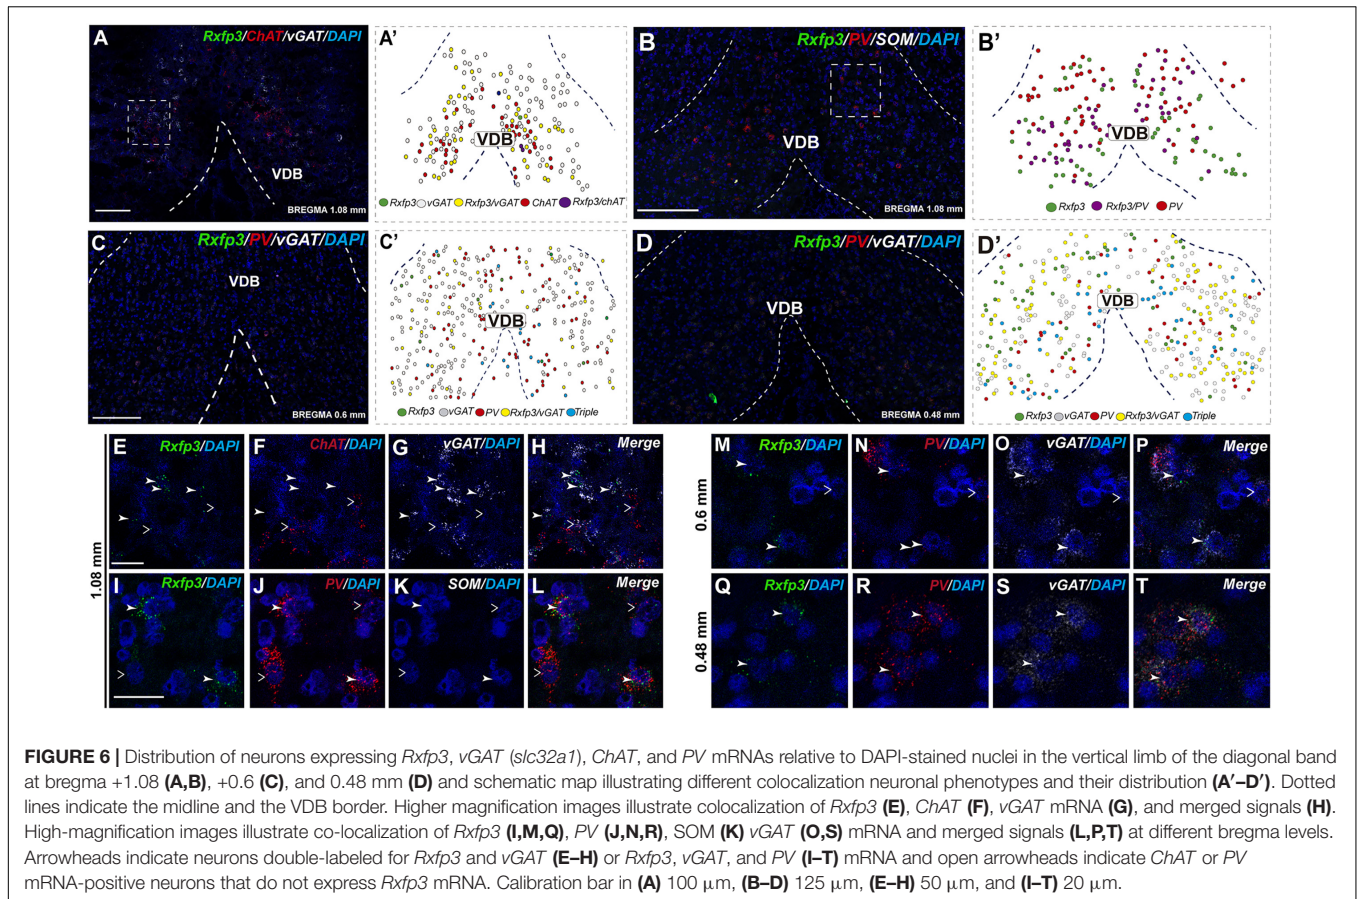 A
Rxfp3/ChAT/vGAT/DAPI
VDB
BREGMA 1.08 mm
A'
VDB
Rxfp3 vGAT Rxfp3/vGAT ChAT Rxfp3/chAT
B
Rxfp3/PV/SOM/DAPI
VDB
BREGMA 1.08 mm
B'
VDB
Rxfp3 Rxfp3/PV PV
C
Rxfp3/PV/vGAT/DAPI
VDB
BREGMA 0.6 mm
C'
VDB
Rxfp3 vGAT PV Rxfp3/vGAT Triple
D
Rxfp3/PV/vGAT/DAPI
VDB
BREGMA 0.48 mm
D'
VDB
Rxfp3 vGAT PV Rxfp3/vGAT Triple
1.08 mm
E Rxfp3/DAPI
F ChAT/DAPI
G vGAT/DAPI
H Merge
I Rxfp3/DAPI
J PV/DAPI
K SOM/DAPI
L Merge
0.6 mm
M Rxfp3/DAPI
N PV/DAPI
O vGAT/DAPI
P Merge
0.48 mm
Q Rxfp3/DAPI
R PV/DAPI
S vGAT/DAPI
T Merge
FIGURE 6 | Distribution of neurons expressing Rxfp3, vGAT (slc32a1), ChAT, and PV mRNAs relative to DAPI-stained nuclei in the vertical limb of the diagonal band
at bregma +1.08 (A,B), +0.6 (C), and 0.48 mm (D) and schematic map illustrating different colocalization neuronal phenotypes and their distribution (A′–D′). Dotted
lines indicate the midline and the VDB border. Higher magnification images illustrate colocalization of Rxfp3 (E), ChAT (F), vGAT mRNA (G), and merged signals (H).
High-magnification images illustrate co-localization of Rxfp3 (I,M,Q), PV (J,N,R), SOM (K) vGAT (O,S) mRNA and merged signals (L,P,T) at different bregma levels.
Arrowheads indicate neurons double-labeled for Rxfp3 and vGAT (E–H) or Rxfp3, vGAT, and PV (I–T) mRNA and open arrowheads indicate ChAT or PV
mRNA-positive neurons that do not express Rxfp3 mRNA. Calibration bar in (A) 100 μm, (B–D) 125 μm, (E–H) 50 μm, and (I–T) 20 μm.